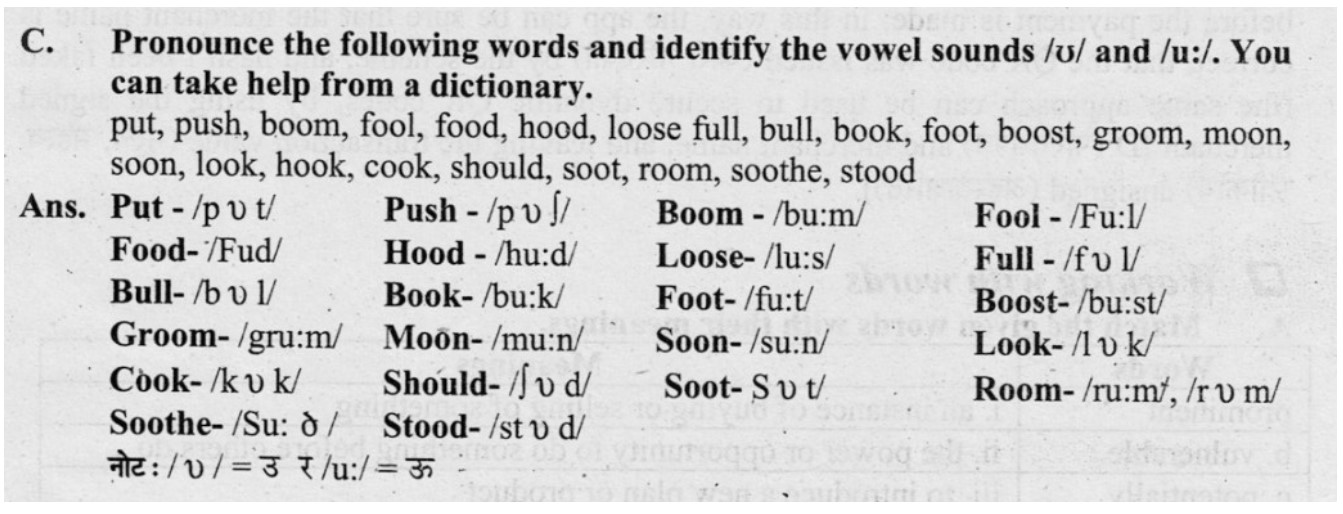 C. Pronounce the following words and identify the vowel sounds /ʊ/ and /u:/. You
can take help from a dictionary.
put, push, boom, fool, food, hood, loose full, bull, book, foot, boost, groom, moon,
soon, look, hook, cook, should, soot, room, soothe, stood
Ans. Put - /p ʊ t/ Push - /p ʊ ʃ/ Boom - /bu:m/ Fool - /Fu:l/
Food- /Fud/ Hood - /hu:d/ Loose- /lu:s/ Full - /f ʊ l/
Bull- /b ʊ l/ Book- /bu:k/ Foot- /fu:t/ Boost- /bu:st/
Groom- /gru:m/ Moon- /mu:n/ Soon- /su:n/ Look- /l ʊ k/
Cook- /k ʊ k/ Should- /ʃ ʊ d/ Soot- S ʊ t/ Room- /ru:m/, /r ʊ m/
Soothe- /Su: ð / Stood- /st ʊ d/
नोट : / ʊ / = उ र /u:/ = ऊ